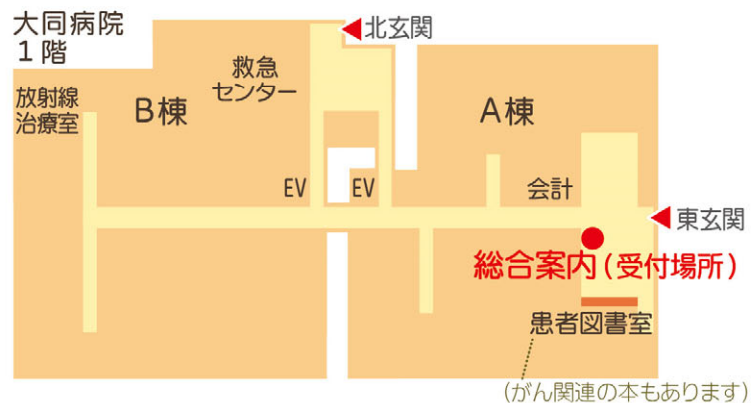 大同病院
1階
北玄関
救急
センター
放射線
治療室
B棟
A棟
EV
EV
会計
東玄関
総合案内(受付場所)
患者図書室
(がん関連の本もあります)